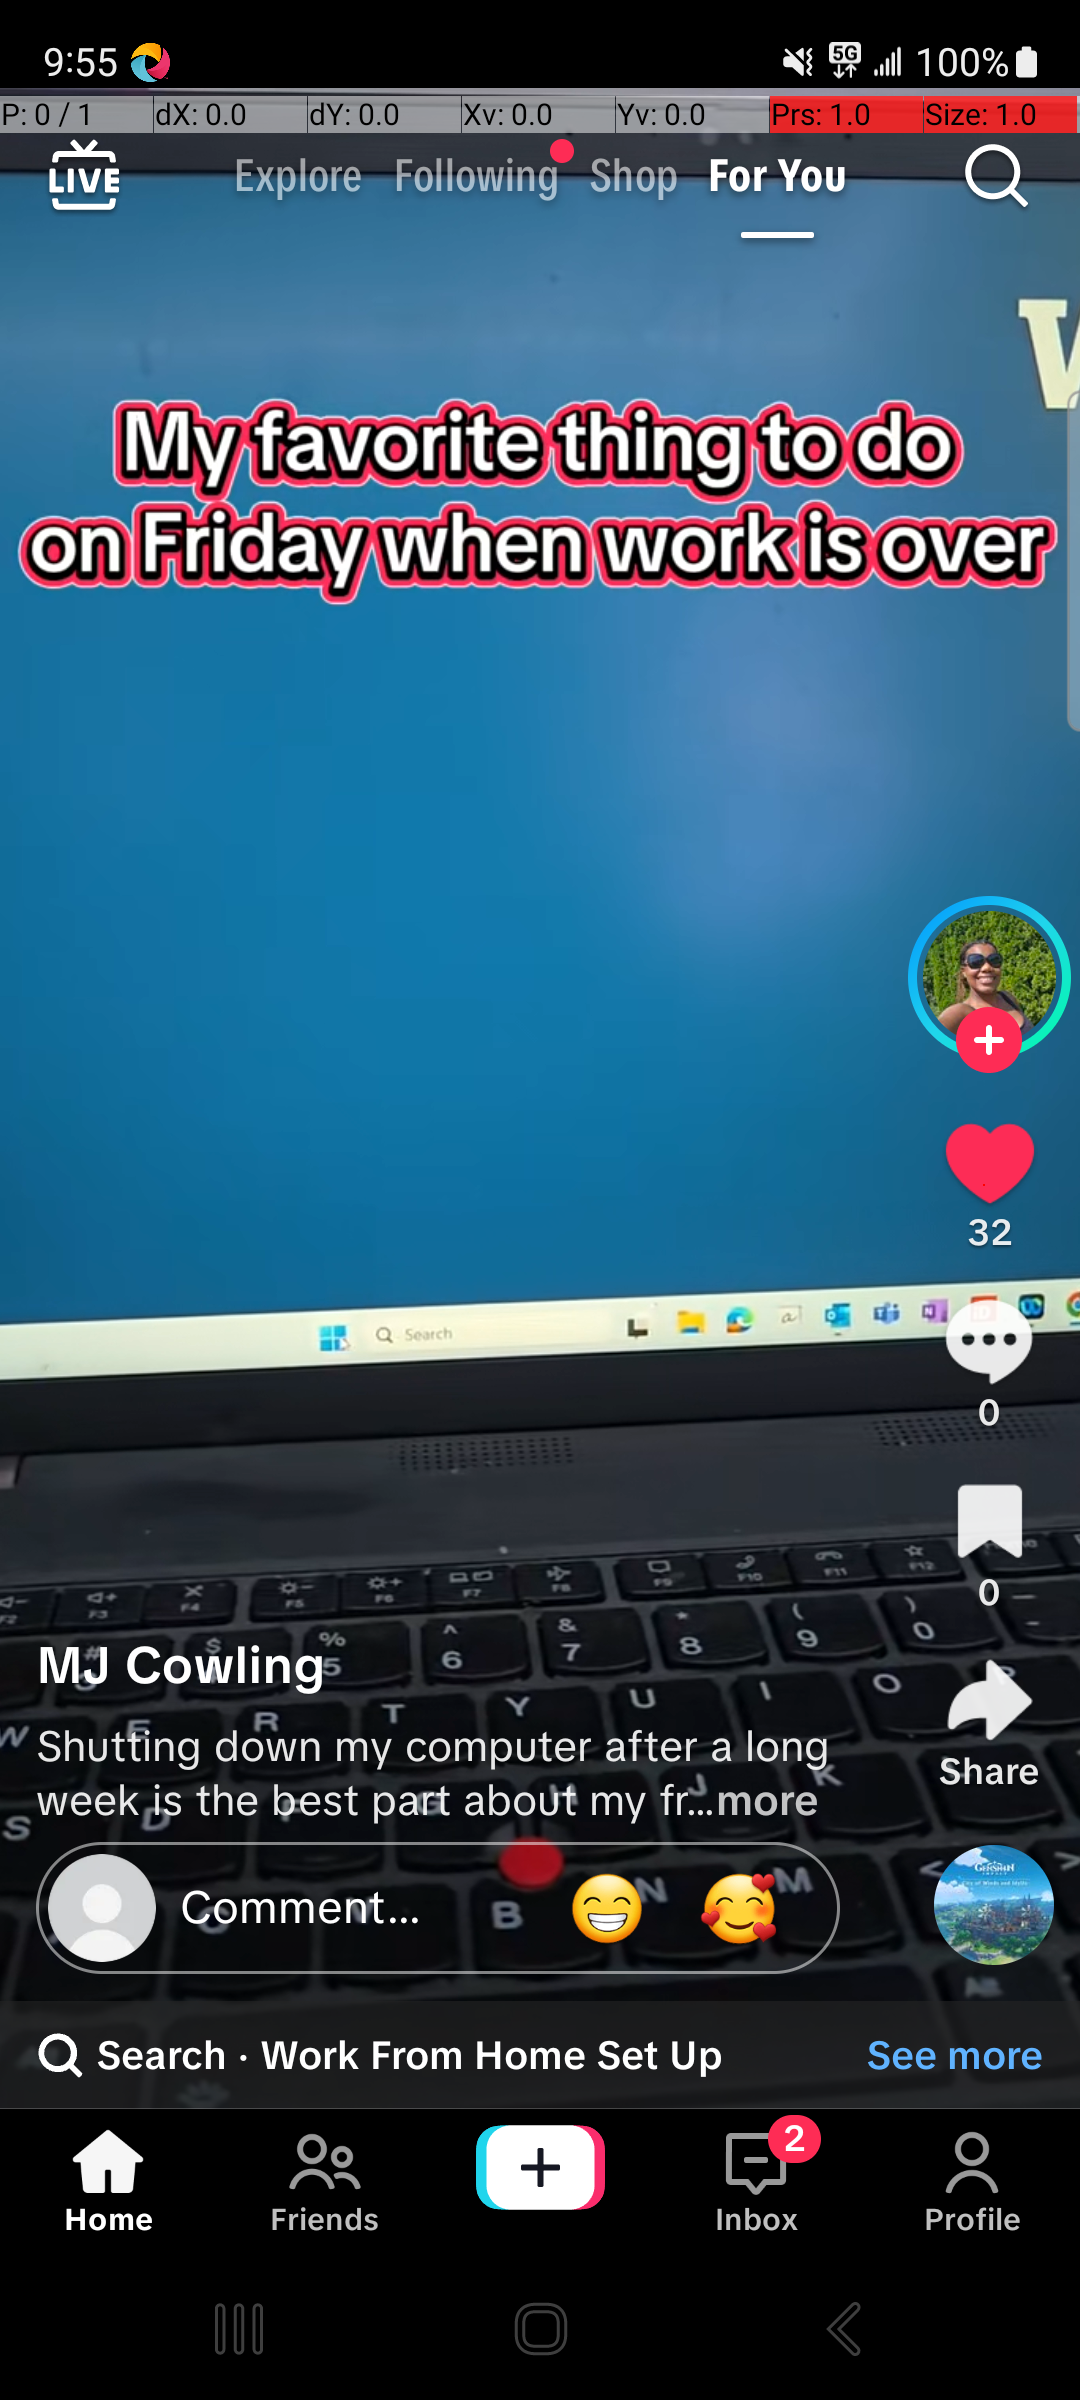 9:55
5G
100%
P: 0 / 1
dX: 0.0
dY: 0.0
Xv: 0.0
Yv: 0.0
Prs: 1.0
Size: 1.0
LIVE
Explore
Following
Shop
For You
My favorite thing to do
on Friday when work is over
32
Search
0
0
MJ Cowling
Shutting down my computer after a long
week is the best part about my fr...more
Share
Comment...
Search · Work From Home Set Up
See more
Home
Friends
2
Inbox
Profile